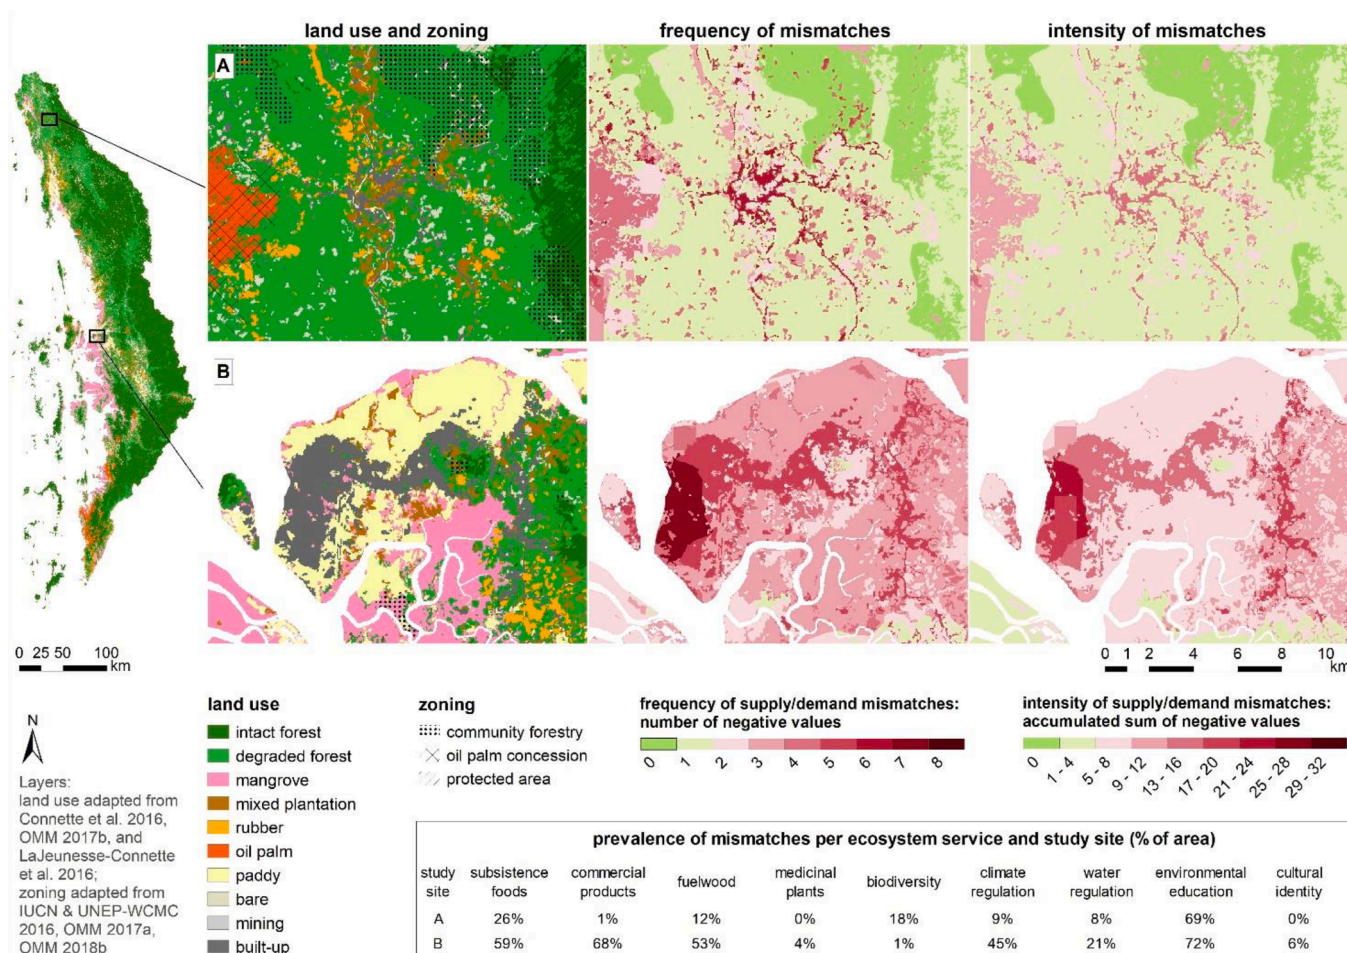 land use and zoning
frequency of mismatches
intensity of mismatches
A
B
0 25 50 100
km
0 1 2 4 6 8 10
km
N
Layers:
land use adapted from
Connette et al. 2016,
OMM 2017b, and
LaJeunesse-Connette
et al. 2016;
zoning adapted from
IUCN & UNEP-WCMC
2016, OMM 2017a,
OMM 2018b
land use
intact forest
degraded forest
mangrove
mixed plantation
rubber
oil palm
paddy
bare
mining
built-up
zoning
community forestry
oil palm concession
protected area
frequency of supply/demand mismatches:
number of negative values
0 1 2 3 4 5 6 7 8
intensity of supply/demand mismatches:
accumulated sum of negative values
0 1 - 4 5 - 8 9 - 12 13 - 16 17 - 20 21 - 24 25 - 28 29 - 32
prevalence of mismatches per ecosystem service and study site (% of area)
study site subsistence foods commercial products fuelwood medicinal plants biodiversity climate regulation water regulation environmental education cultural identity
A 26% 1% 12% 0% 18% 9% 8% 69% 0%
B 59% 68% 53% 4% 1% 45% 21% 72% 6%